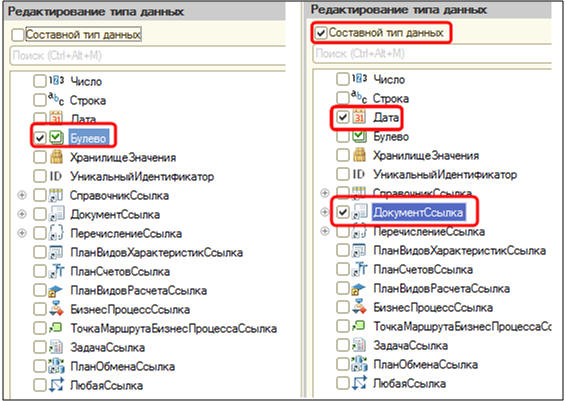 Редактирование типа данных
Составной тип данных
Поиск (Ctrl+Alt+M)
Число
Строка
Дата
Булево
ХранилищеЗначения
УникальныйИдентификатор
СправочникСсылка
ДокументСсылка
ПеречислениеСсылка
ПланВидовХарактеристикСсылка
ПланСчетовСсылка
ПланВидовРасчетаСсылка
БизнесПроцессСсылка
ТочкаМаршрутаБизнесПроцессаСсылка
ЗадачаСсылка
ПланОбменаСсылка
ЛюбаяСсылка
Редактирование типа данных
Составной тип данных
Поиск (Ctrl+Alt+M)
Число
Строка
Дата
Булево
ХранилищеЗначения
УникальныйИдентификатор
СправочникСсылка
ДокументСсылка
ПеречислениеСсылка
ПланВидовХарактеристикСсылка
ПланСчетовСсылка
ПланВидовРасчетаСсылка
БизнесПроцессСсылка
ТочкаМаршрутаБизнесПроцессаСс
ЗадачаСсылка
ПланОбменаСсылка
ЛюбаяСсылка